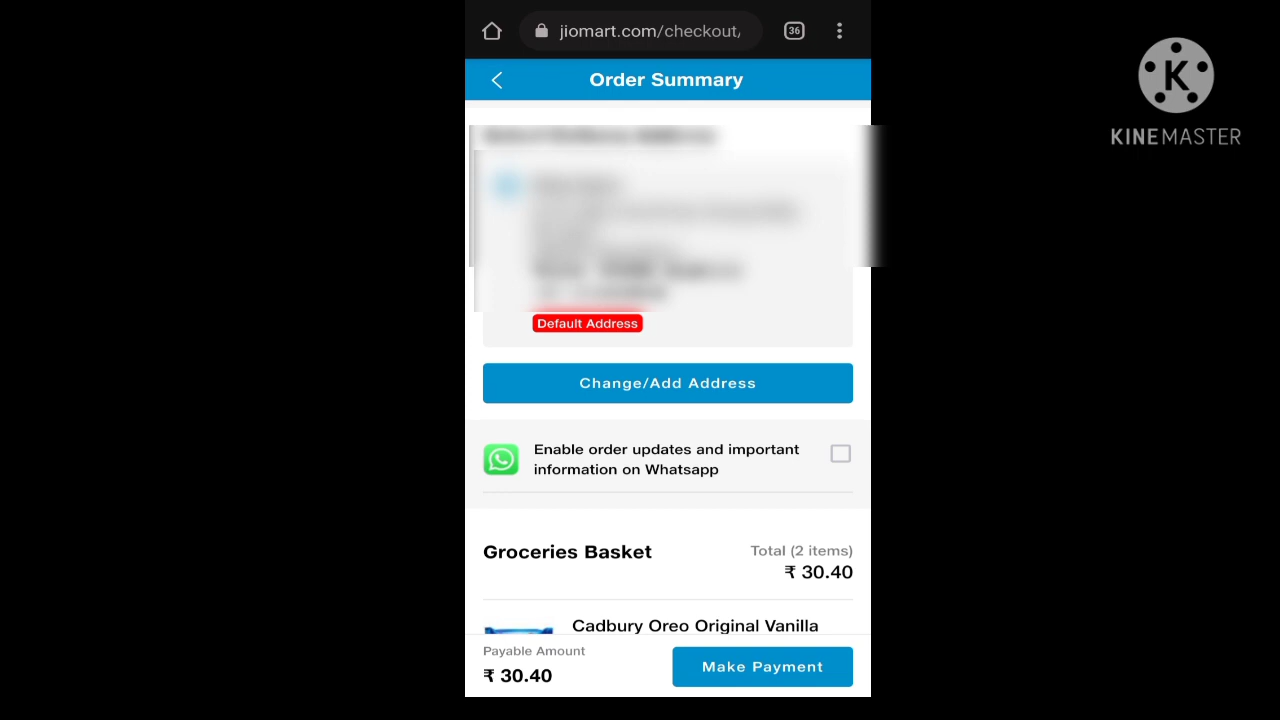 jiomart.com/checkout/
36
Order Summary
Default Address
Change/Add Address
Enable order updates and important
information on Whatsapp
Groceries Basket
Total (2 items)
₹ 30.40
Cadbury Oreo Original Vanilla
Payable Amount
₹ 30.40
Make Payment
K
KINEMASTER